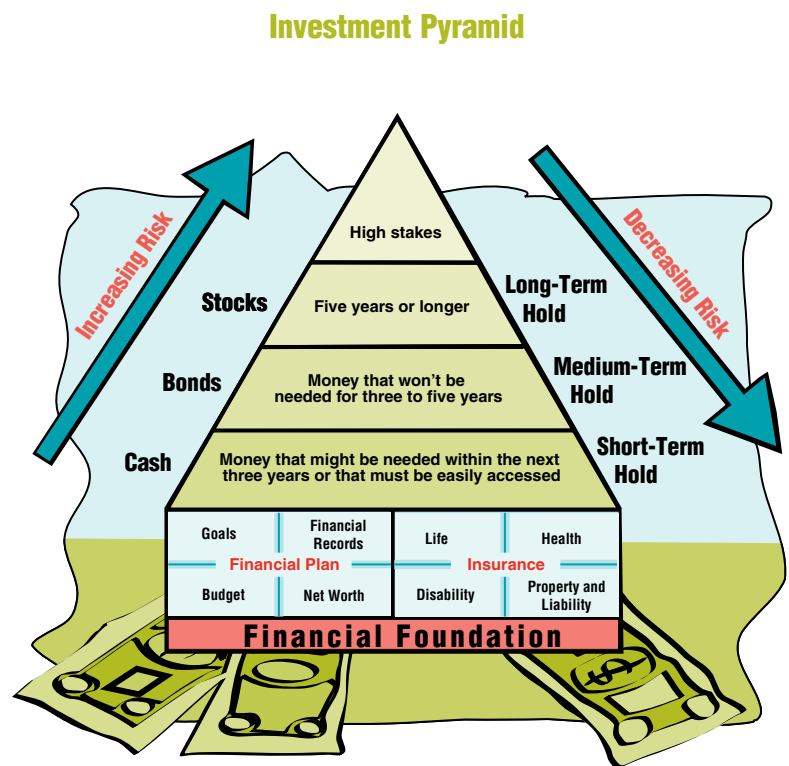 Investment Pyramid
Increasing Risk
Decreasing Risk
High stakes
Stocks
Five years or longer
Long-Term
Hold
Bonds
Money that won't be
needed for three to five years
Medium-Term
Hold
Cash
Money that might be needed within the next
three years or that must be easily accessed
Short-Term
Hold
Goals
Financial
Records
Financial Plan
Budget
Net Worth
Life
Health
Insurance
Disability
Property and
Liability
Financial Foundation
$